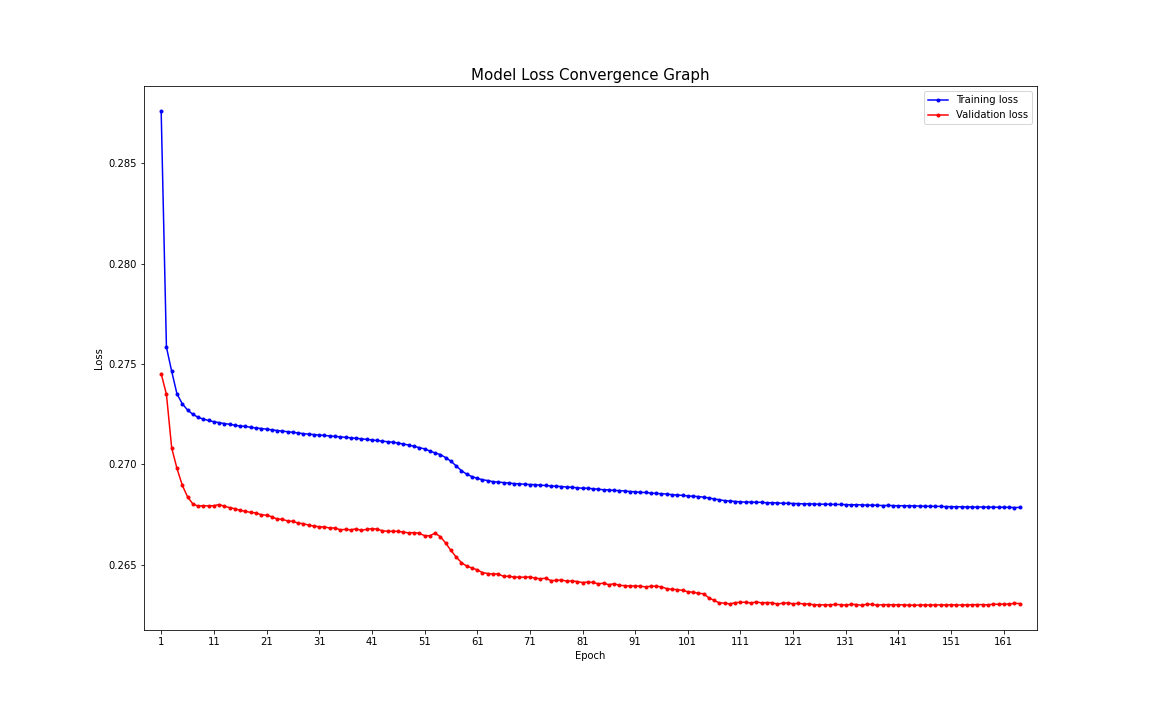 Model Loss Convergence Graph
Training loss
Validation loss
0.285
0.280
0.275
0.270
0.265
Loss
1 11 21 31 41 51 61 71 81 91 101 111 121 131 141 151 161
Epoch